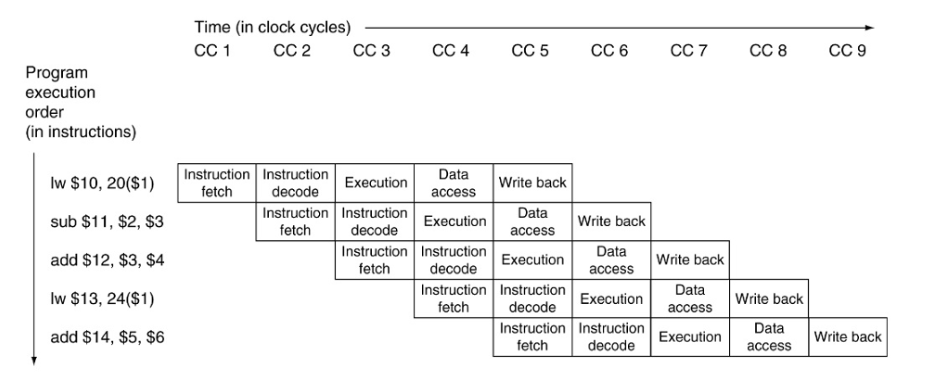 Time (in clock cycles)
CC 1 CC 2 CC 3 CC 4 CC 5 CC 6 CC 7 CC 8 CC 9
Program
execution
order
(in instructions)
lw $10, 20($1)
Instruction fetch
Instruction decode
Execution
Data access
Write back
sub $11, $2, $3
Instruction fetch
Instruction decode
Execution
Data access
Write back
add $12, $3, $4
Instruction fetch
Instruction decode
Execution
Data access
Write back
lw $13, 24($1)
Instruction fetch
Instruction decode
Execution
Data access
Write back
add $14, $5, $6
Instruction fetch
Instruction decode
Execution
Data access
Write back